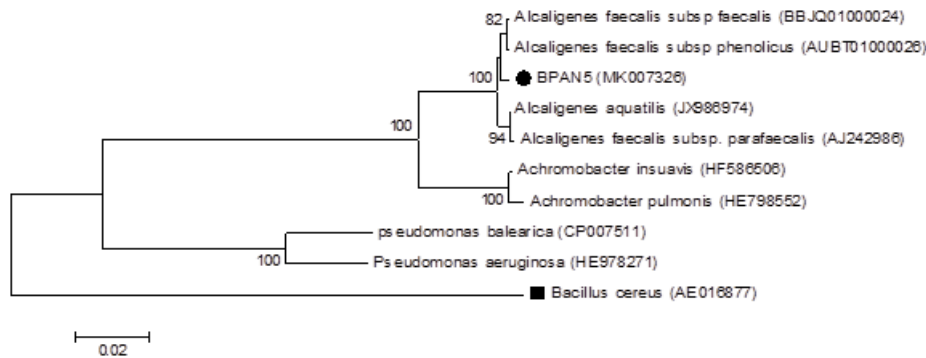 82
Alcaligenes faecalis subsp faecalis (BBJQ01000024)
Alcaligenes faecalis subsp phenolicus (AUBT01000026)
100
BPAN5 (MK007326)
Alcaligenes aquatilis (JX986974)
100
94
Alcaligenes faecalis subsp. parafaecalis (AJ242986)
Achromobacter insuavis (HF586506)
100
Achromobacter pulmonis (HE798552)
pseudomonas balearica (CP007511)
100
Pseudomonas aeruginosa (HE978271)
Bacillus cereus (AE016877)
0.02